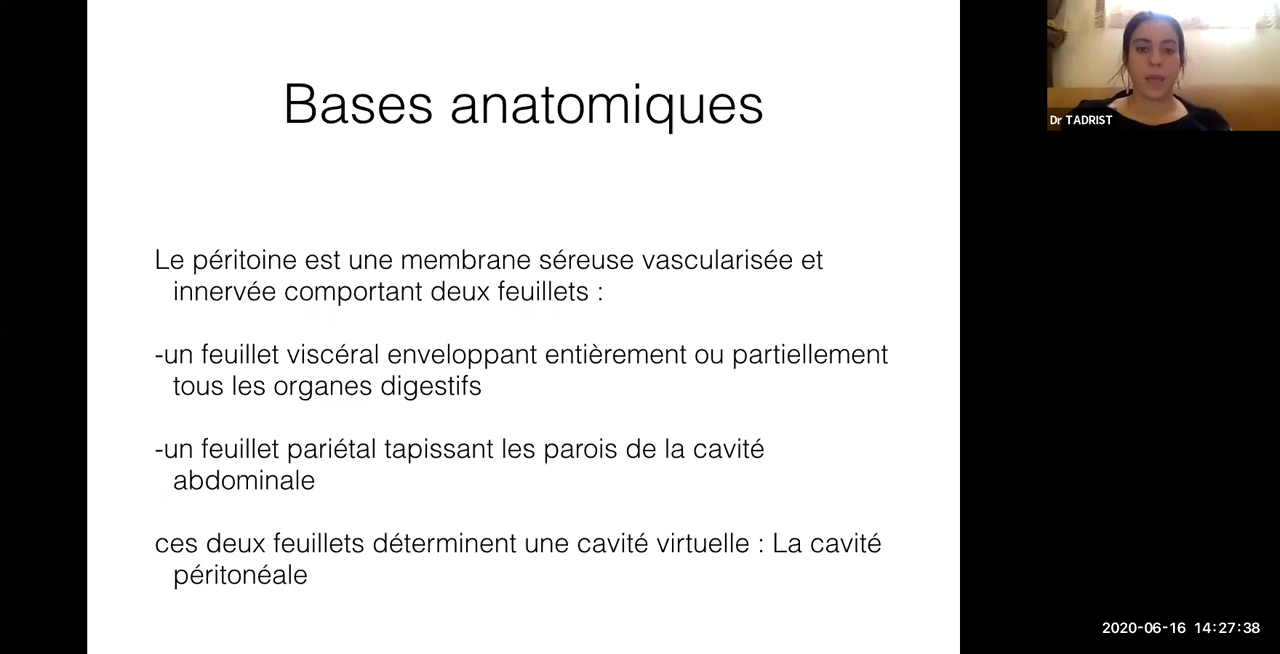 Bases anatomiques
Le péritoine est une membrane séreuse vascularisée et
innervée comportant deux feuillets :
-un feuillet viscéral enveloppant entièrement ou partiellement
tous les organes digestifs
-un feuillet pariétal tapissant les parois de la cavité
abdominale
ces deux feuillets déterminent une cavité virtuelle : La cavité
péritonéale
Dr TADRIST
2020-06-16 14:27:38